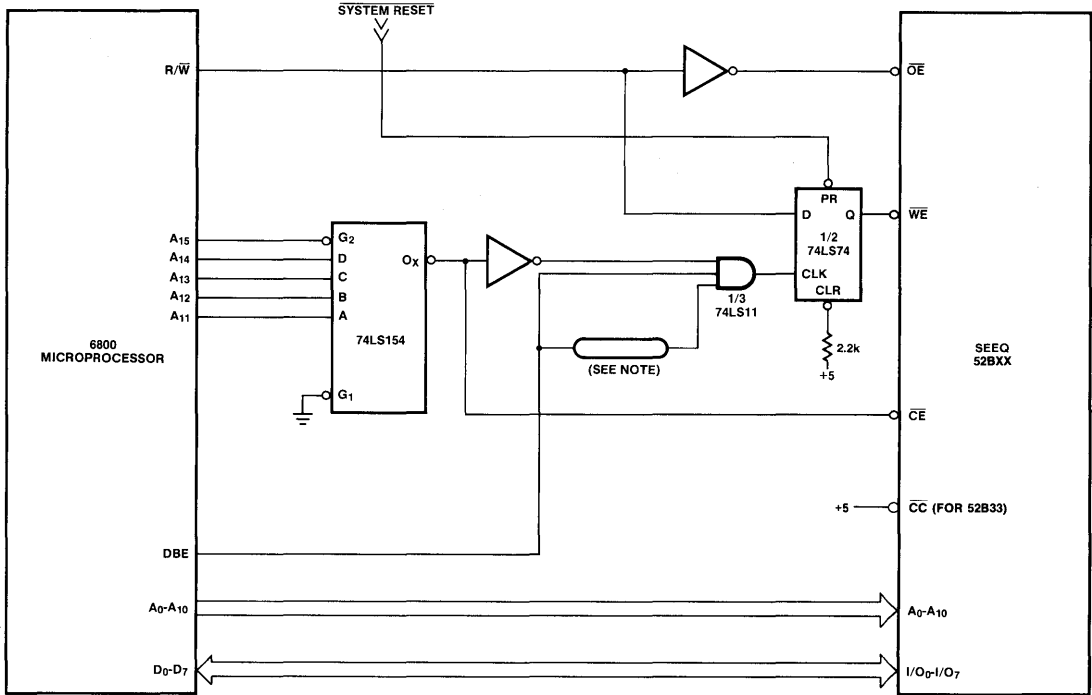 SYSTEM RESET
R/W
OE
PR
D
Q
WE
1/2
74LS74
CLK
CLR
A15
A14
A13
A12
A11
G2
D
C
B
A
OX
74LS154
G1
1/3
74LS11
2.2k
+5
(SEE NOTE)
6800
MICROPROCESSOR
SEEQ
52BXX
CE
+5
CC (FOR 52B33)
DBE
A0-A10
A0-A10
D0-D7
I/O0-I/O7